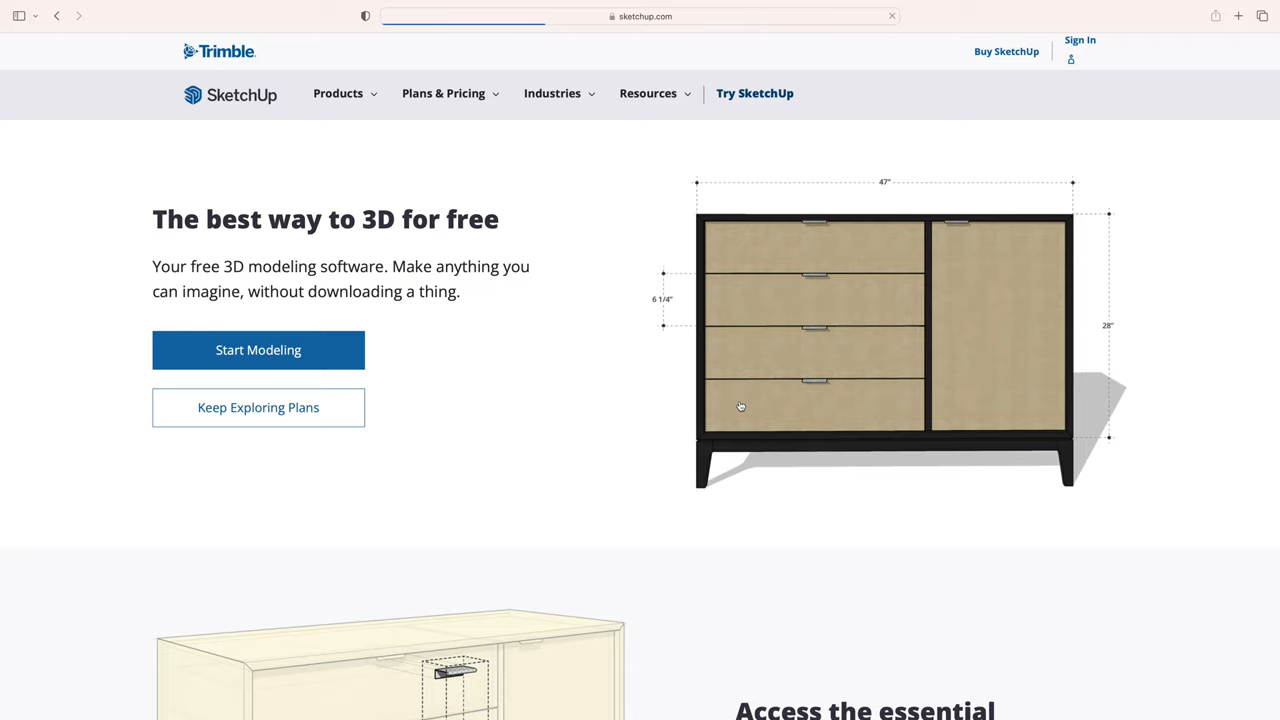 sketchup.com
Trimble
Buy SketchUp
Sign In
SketchUp
Products
Plans & Pricing
Industries
Resources
Try SketchUp
The best way to 3D for free
Your free 3D modeling software. Make anything you
can imagine, without downloading a thing.
Start Modeling
Keep Exploring Plans
47"
6 1/4"
28"
Access the essential